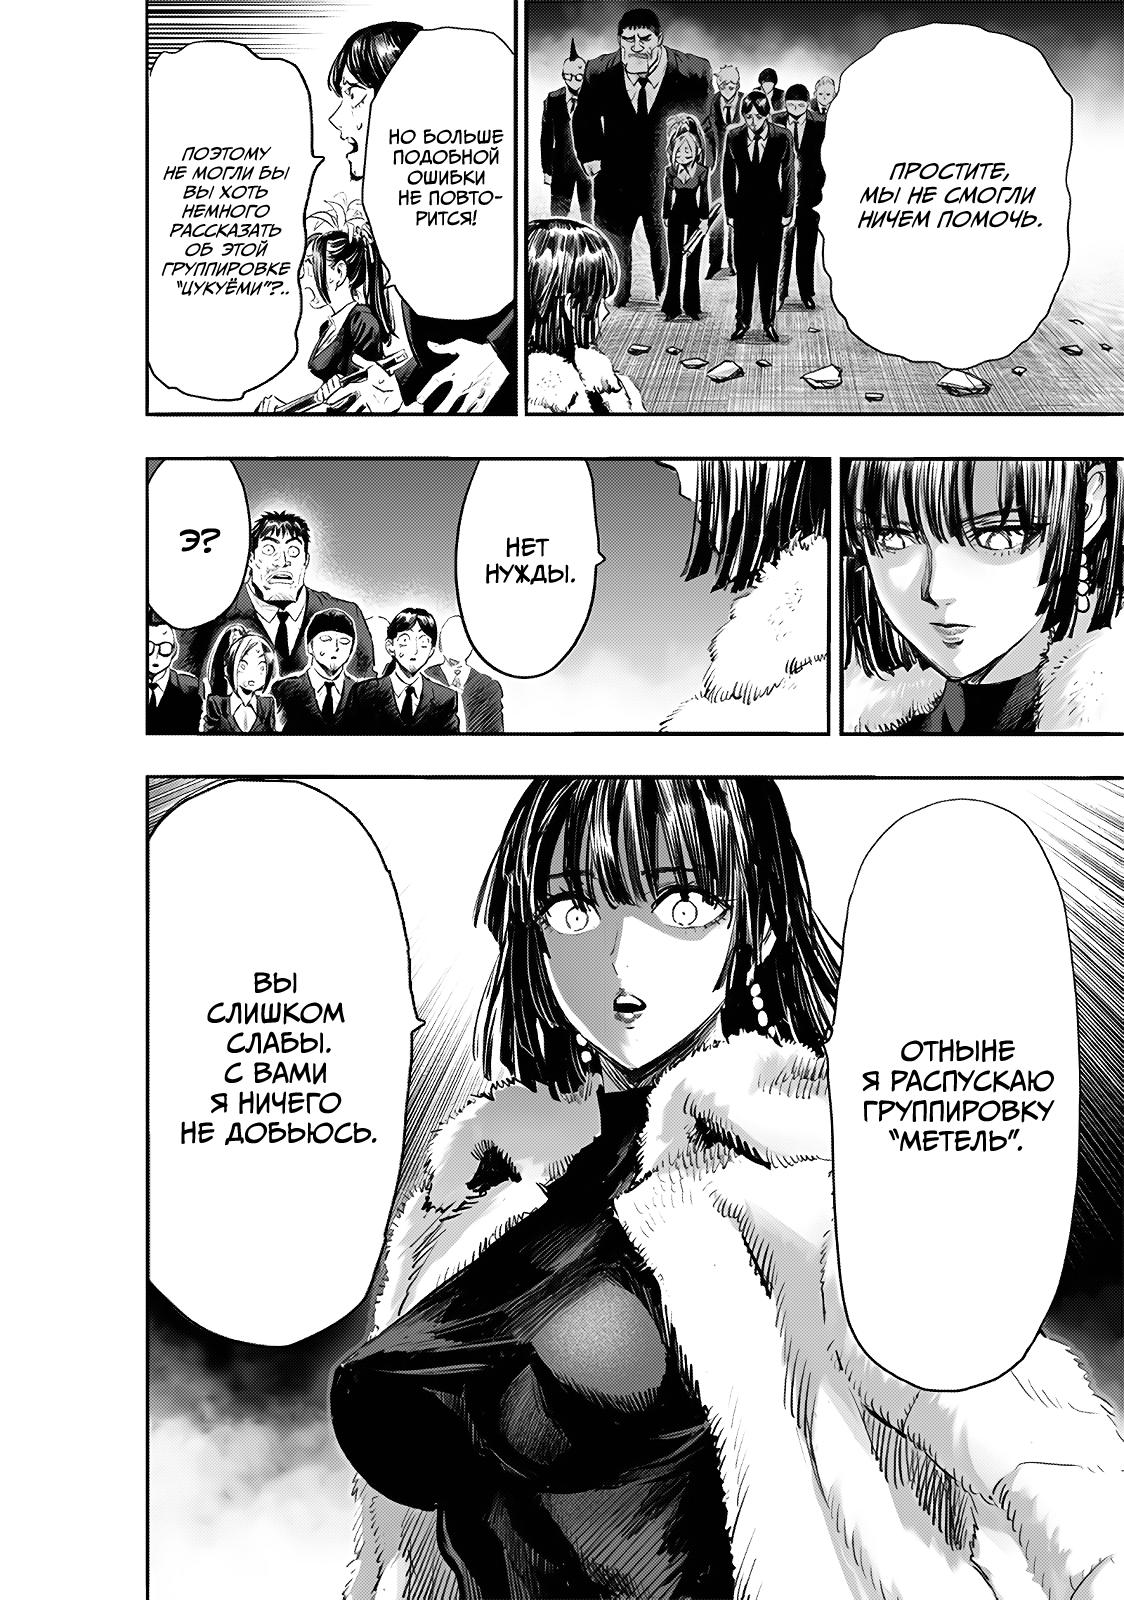 ПРОСТИТЕ,
МЫ НЕ СМОГЛИ
НИЧЕМ ПОМОЧЬ.
НО БОЛЬШЕ
ПОДОБНОЙ
ОШИБКИ
НЕ ПОВТО-
РИТСЯ!
ПОЭТОМУ
НЕ МОГЛИ БЫ
ВЫ ХОТЬ
НЕМНОГО
РАССКАЗАТЬ
ОБ ЭТОЙ
ГРУППИРОВКЕ
"ЦУКУЁМИ"?..
НЕТ
НУЖДЫ.
Э?
ОТНЫНЕ
Я РАСПУСКАЮ
ГРУППИРОВКУ
"МЕТЕЛЬ".
ВЫ
СЛИШКОМ
СЛАБЫ.
С ВАМИ
Я НИЧЕГО
НЕ ДОБЬЮСЬ.